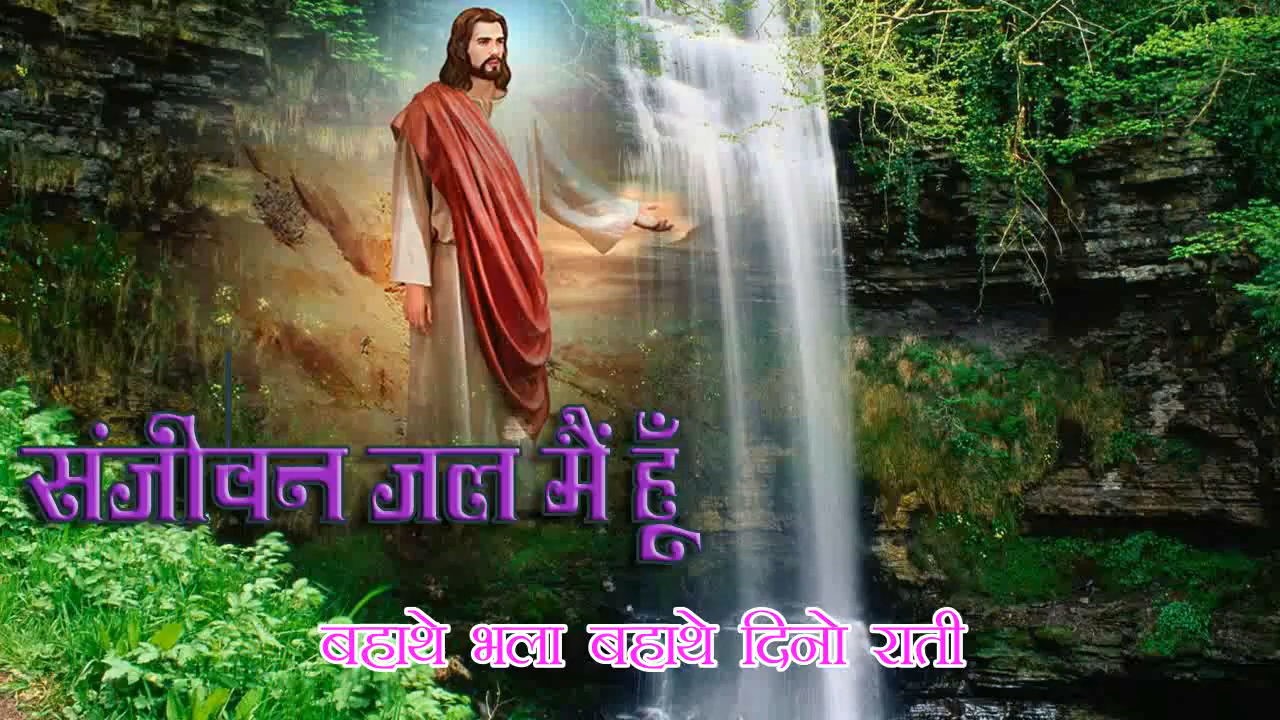 संजीवन जल मैं हूँ
बहाथे भला बहाथे दिनो राती